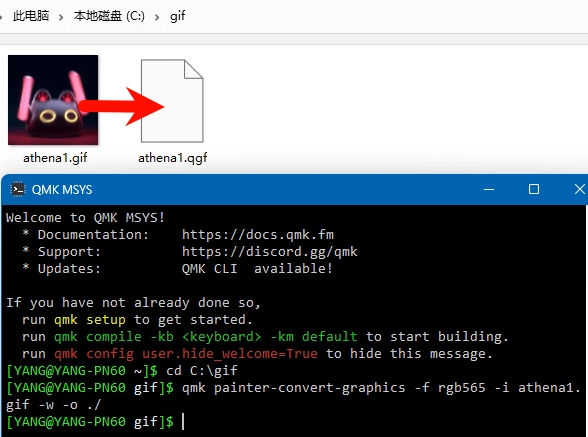 此电脑 › 本地磁盘 (C:) › gif
athena1.gif
athena1.qgf
QMK MSYS
Welcome to QMK MSYS!
* Documentation: https://docs.qmk.fm
* Support: https://discord.gg/qmk
* Updates: QMK CLI available!
If you have not already done so,
run qmk setup to get started.
run qmk compile -kb <keyboard> -km default to start building.
run qmk config user.hide_welcome=True to hide this message.
[YANG@YANG-PN60 ~]$ cd C:\gif
[YANG@YANG-PN60 gif]$ qmk painter-convert-graphics -f rgb565 -i athena1.
gif -w -o ./
[YANG@YANG-PN60 gif]$